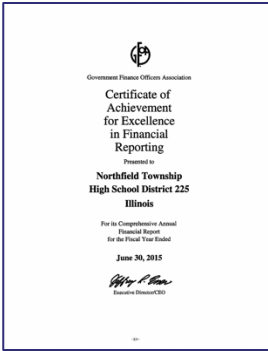 Government Finance Officers Association
Certificate of
Achievement
for Excellence
in Financial
Reporting
Presented to
Northfield Township
High School District 225
Illinois
For its Comprehensive Annual
Financial Report
for the Fiscal Year Ended
June 30, 2015
Executive Director/CEO